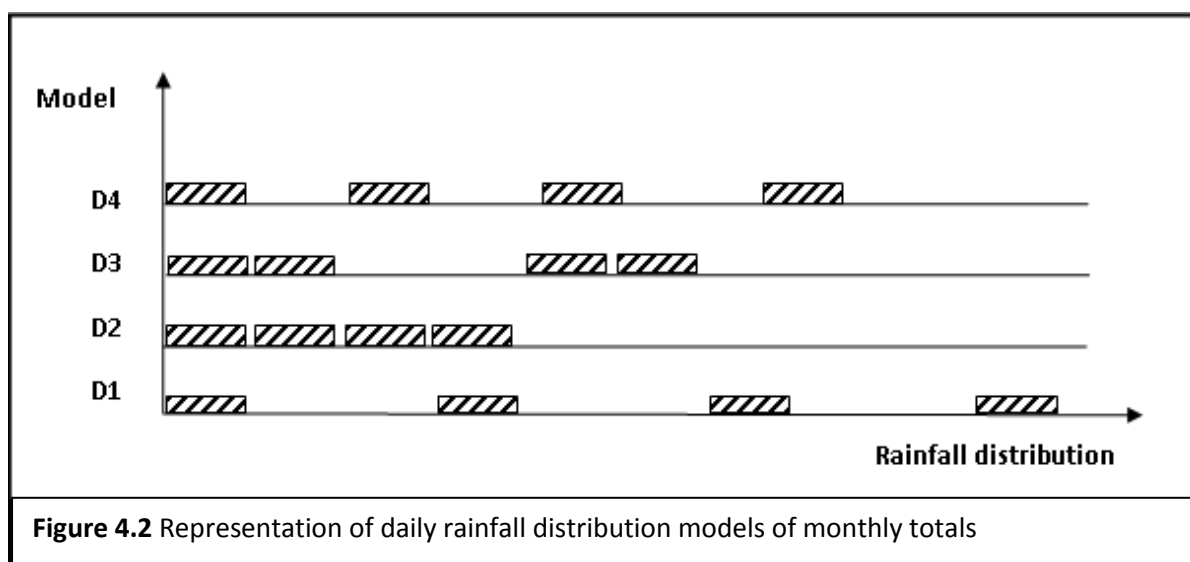 Model
D4
D3
D2
D1
Rainfall distribution
Figure 4.2 Representation of daily rainfall distribution models of monthly totals